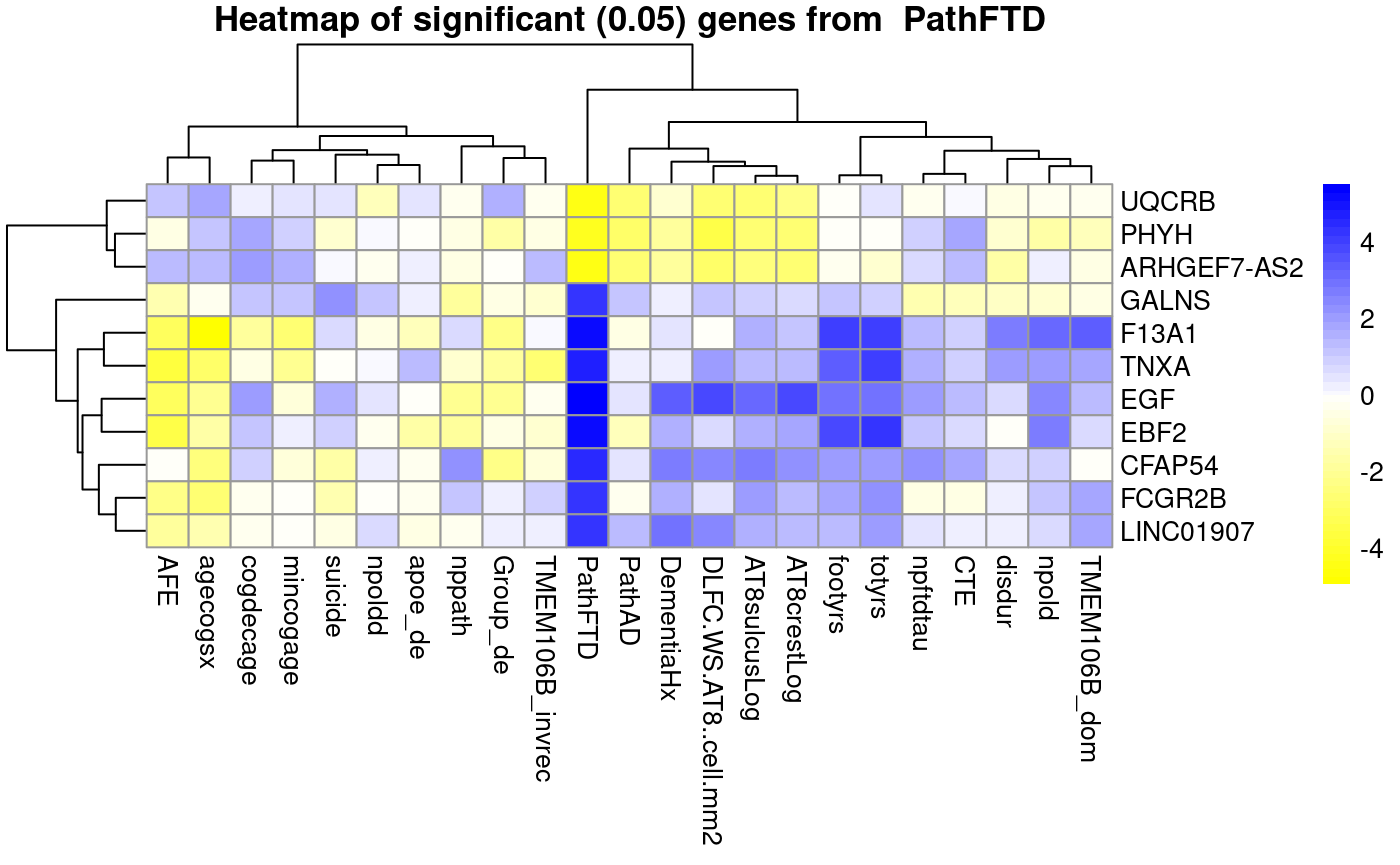 Heatmap of significant (0.05) genes from  PathFTD
UQCRB
PHYH
ARHGEF7-AS2
GALNS
F13A1
TNXA
EGF
EBF2
CFAP54
FCGR2B
LINC01907
4
2
0
-2
-4
AFE
agecogsx
cogdecage
mincogage
suicide
npoldd
apoe_de
nppath
Group_de
TMEM106B_invrec
PathFTD
PathAD
DementiaHx
DLFC.WS.AT8..cell.mm2
AT8sulcusLog
AT8crestLog
footyrs
totyrs
npftdtau
CTE
disdur
npold
TMEM106B_dom